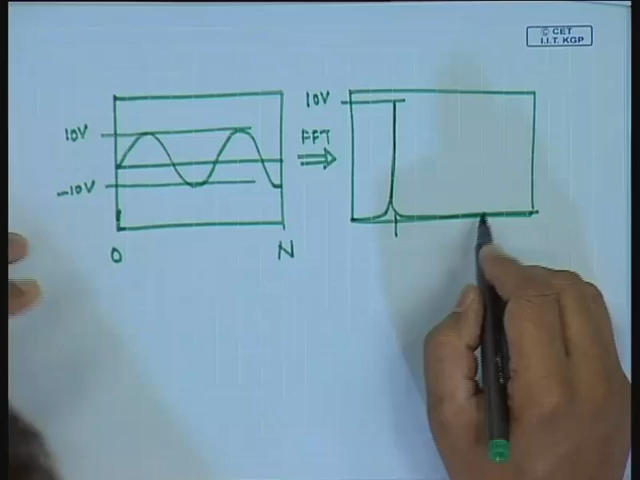 © CET
I.I.T. KGP
10V
-10V
0
N
FFT
10V